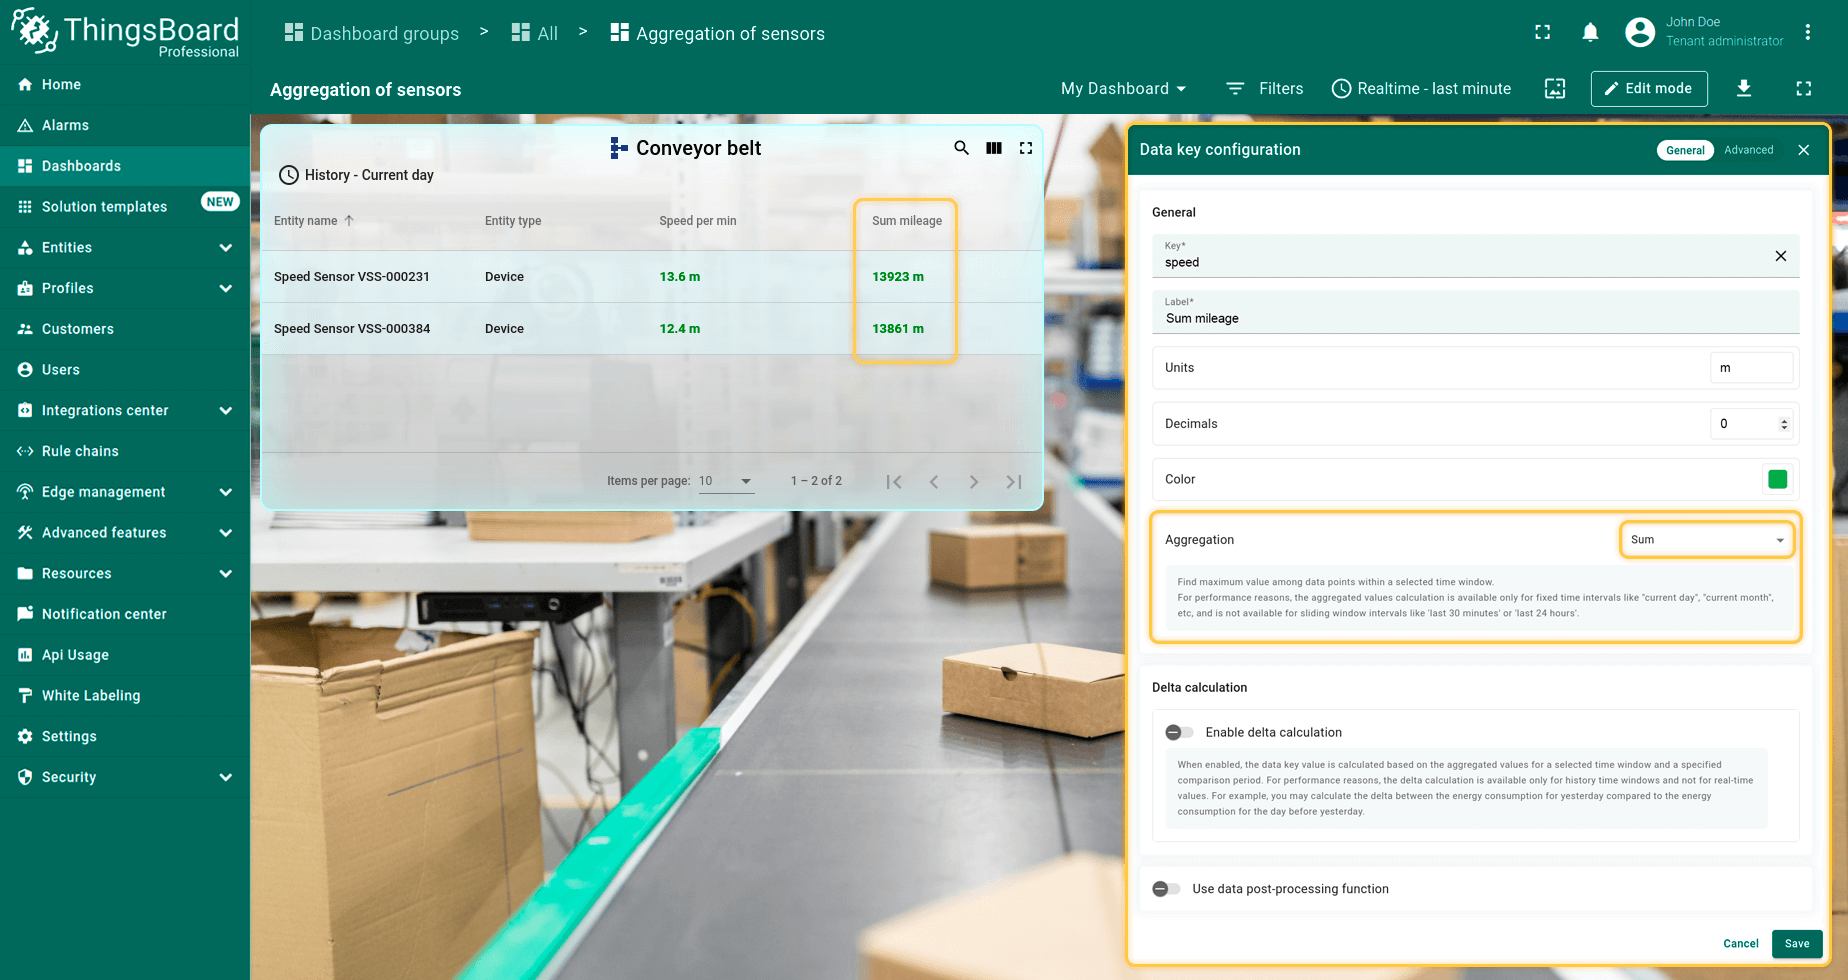 ThingsBoard
Professional
Dashboard groups > All > Aggregation of sensors
John Doe
Tenant administrator
Home
Alarms
Dashboards
Solution templates NEW
Entities
Profiles
Customers
Users
Integrations center
Rule chains
Edge management
Advanced features
Resources
Notification center
Api Usage
White Labeling
Settings
Security
Aggregation of sensors
My Dashboard Filters Realtime - last minute Edit mode
Conveyor belt
History - Current day
Entity name Entity type Speed per min Sum mileage
Speed Sensor VSS-000231 Device 13.6 m 13923 m
Speed Sensor VSS-000384 Device 12.4 m 13861 m
Items per page: 10 1 – 2 of 2
Data key configuration General Advanced
General
Key*
speed
Label*
Sum mileage
Units m
Decimals 0
Color
Aggregation Sum
Find maximum value among data points within a selected time window.
For performance reasons, the aggregated values calculation is available only for fixed time intervals like "current day", "current month",
etc, and is not available for sliding window intervals like 'last 30 minutes' or 'last 24 hours'.
Delta calculation
Enable delta calculation
When enabled, the data key value is calculated based on the aggregated values for a selected time window and a specified
comparison period. For performance reasons, the delta calculation is available only for history time windows and not for real-time
values. For example, you may calculate the delta between the energy consumption for yesterday compared to the energy
consumption for the day before yesterday.
Use data post-processing function
Cancel Save